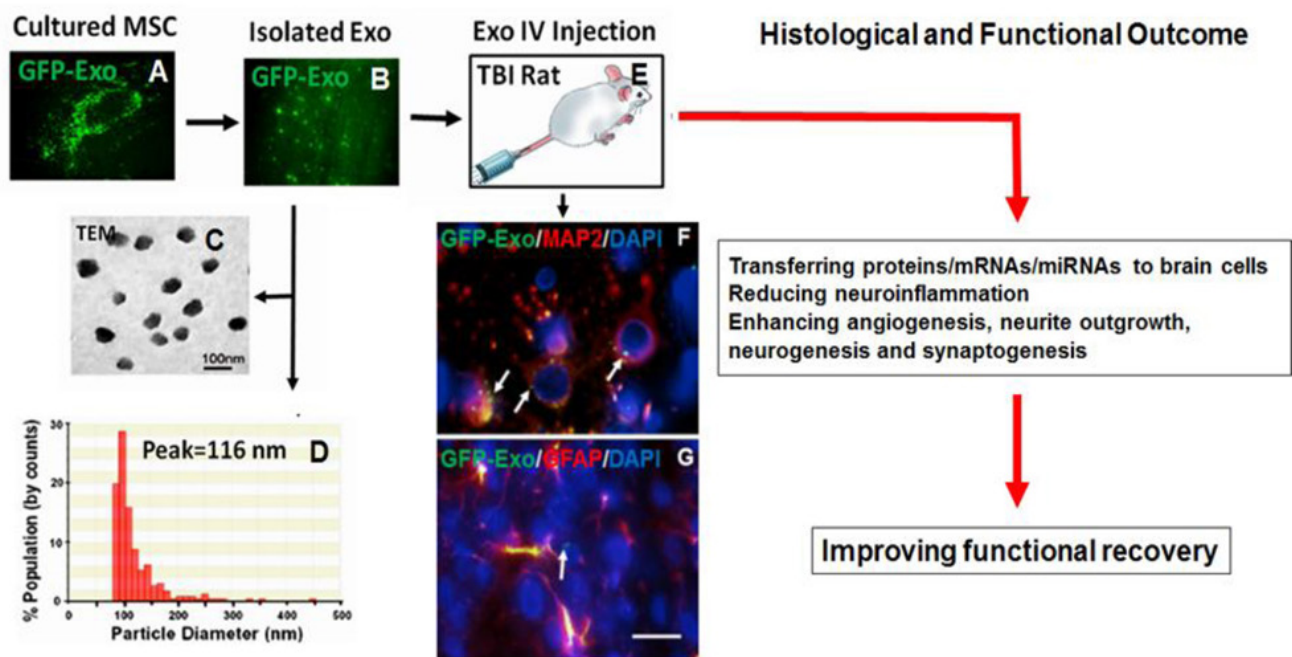 Cultured MSC
Isolated Exo
Exo IV Injection
Histological and Functional Outcome
GFP-Exo A
GFP-Exo B
TBI Rat E
TEM C
100nm
GFP-Exo/MAP2/DAPI F
Transferring proteins/mRNAs/miRNAs to brain cells
Reducing neuroinflammation
Enhancing angiogenesis, neurite outgrowth,
neurogenesis and synaptogenesis
Peak=116 nm D
% Population (by counts)
30
20
10
0
0 100 200 300 400 500
Particle Diameter (nm)
GFP-Exo/GFAP/DAPI G
Improving functional recovery